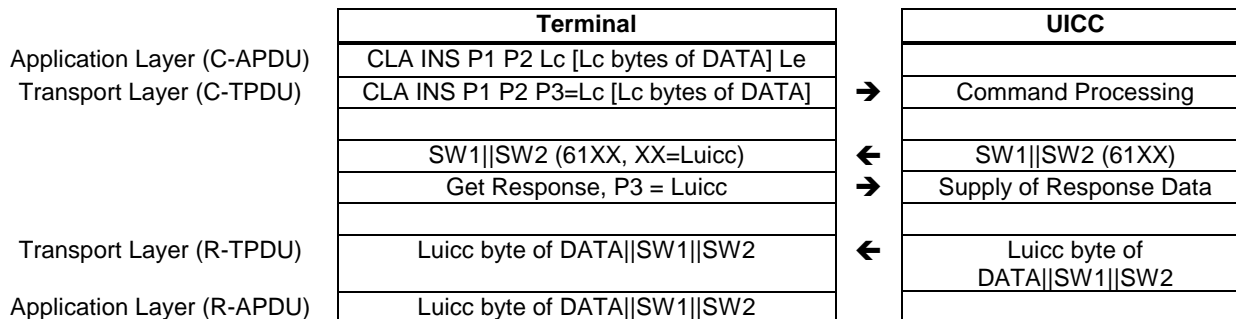 Terminal UICC
Application Layer (C-APDU) CLA INS P1 P2 Lc [Lc bytes of DATA] Le
Transport Layer (C-TPDU) CLA INS P1 P2 P3=Lc [Lc bytes of DATA] ➔ Command Processing
SW1||SW2 (61XX, XX=Luicc) 🡸 SW1||SW2 (61XX)
Get Response, P3 = Luicc ➔ Supply of Response Data
Transport Layer (R-TPDU) Luicc byte of DATA||SW1||SW2 🡸 Luicc byte of
DATA||SW1||SW2
Application Layer (R-APDU) Luicc byte of DATA||SW1||SW2